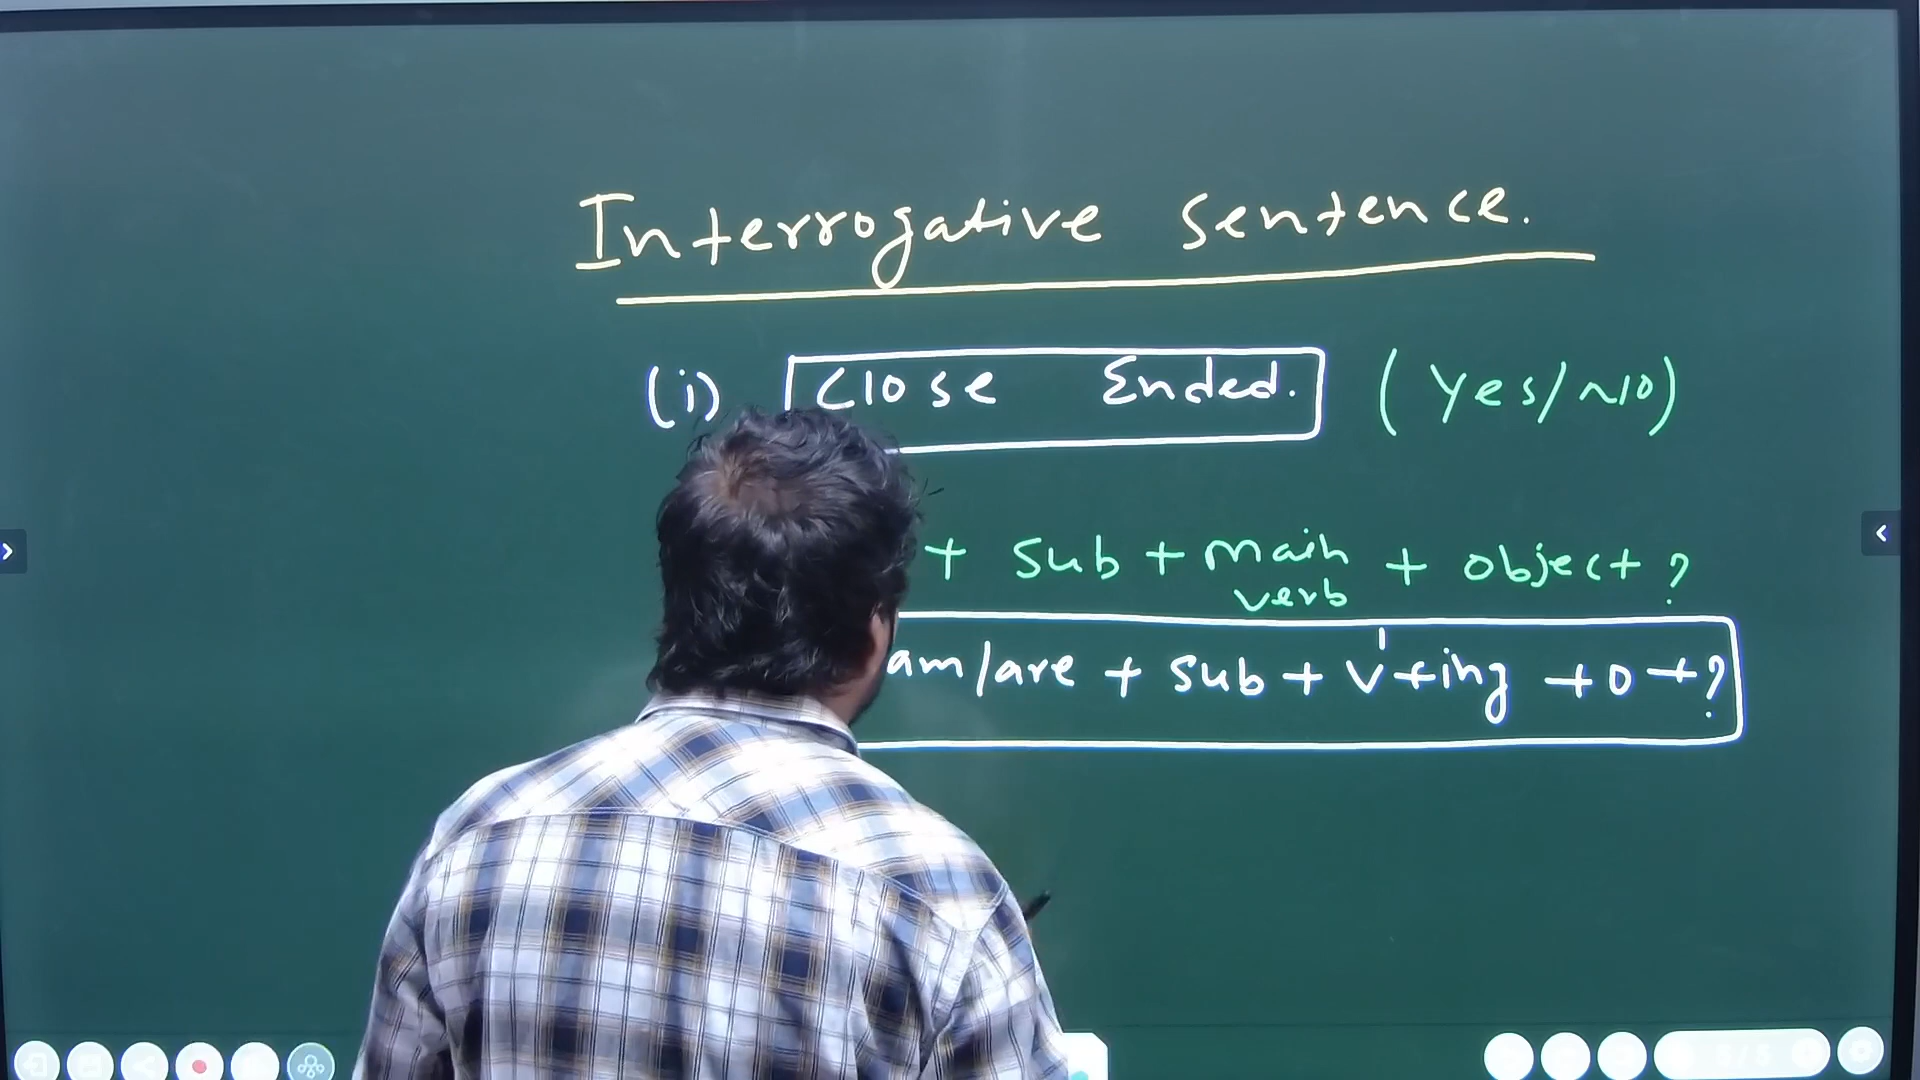 Interrogative Sentence.
(i) Close Ended. (Yes/No)
+ Sub + main verb + object ?
am/are + sub + V¹+ing + o + ?